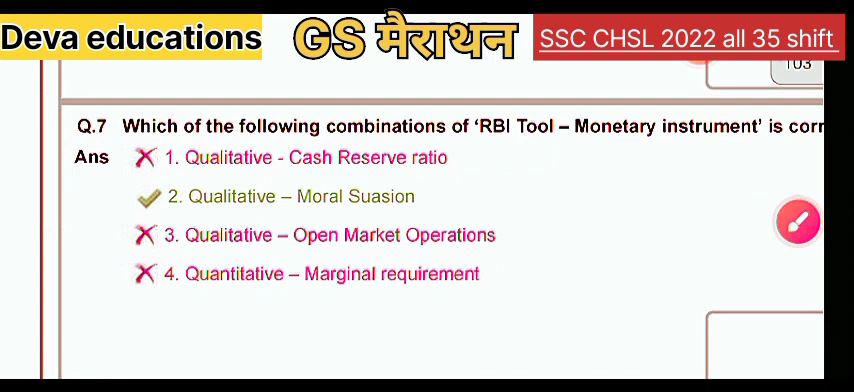 Deva educations GS मैराथन SSC CHSL 2022 all 35 shift
103
Q.7 Which of the following combinations of ‘RBI Tool – Monetary instrument’ is corr
Ans 1. Qualitative - Cash Reserve ratio
2. Qualitative – Moral Suasion
3. Qualitative – Open Market Operations
4. Quantitative – Marginal requirement